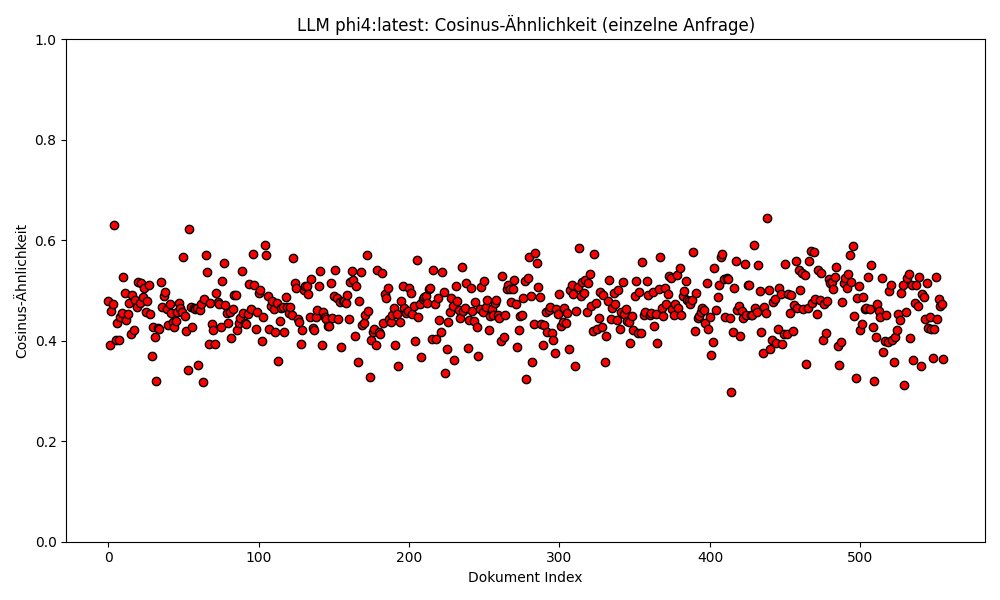 LLM phi4:latest: Cosinus-Ähnlichkeit (einzelne Anfrage)
1.0
0.8
0.6
0.4
0.2
0.0
Cosinus-Ähnlichkeit
0 100 200 300 400 500
Dokument Index